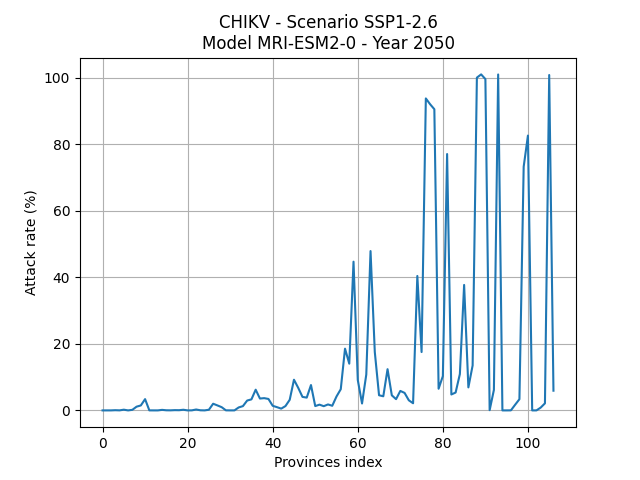 CHIKV - Scenario SSP1-2.6
Model MRI-ESM2-0 - Year 2050
100
80
60
40
20
0
Attack rate (%)
0 20 40 60 80 100
Provinces index